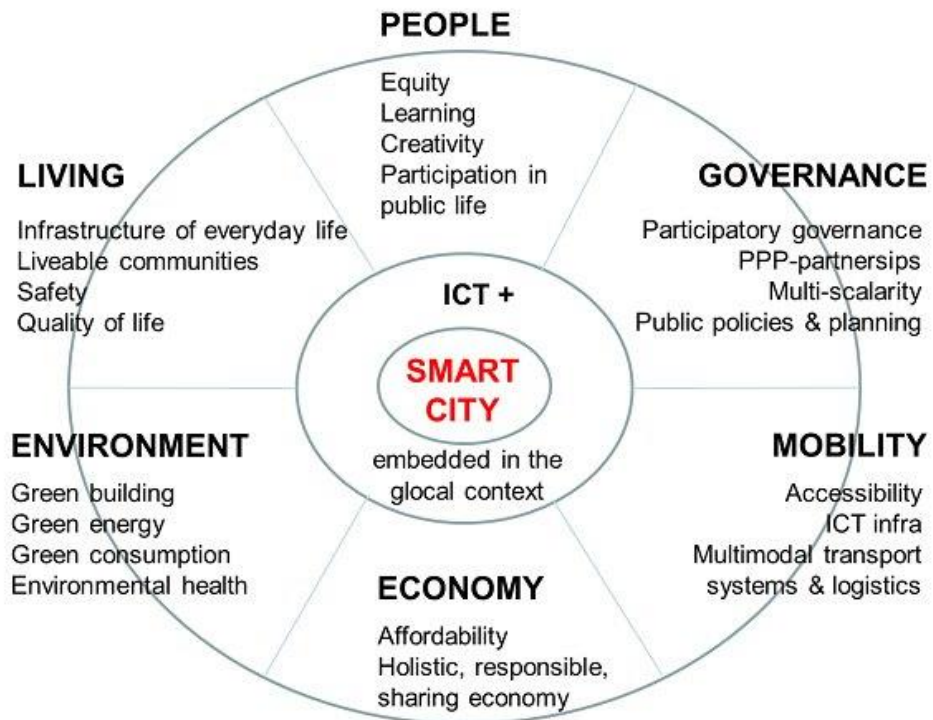 PEOPLE
Equity
Learning
Creativity
Participation in
public life
LIVING
Infrastructure of everyday life
Liveable communities
Safety
Quality of life
GOVERNANCE
Participatory governance
PPP-partnersips
Multi-scalarity
Public policies & planning
ICT +
SMART
CITY
embedded in the
glocal context
ENVIRONMENT
Green building
Green energy
Green consumption
Environmental health
MOBILITY
Accessibility
ICT infra
Multimodal transport
systems & logistics
ECONOMY
Affordability
Holistic, responsible,
sharing economy